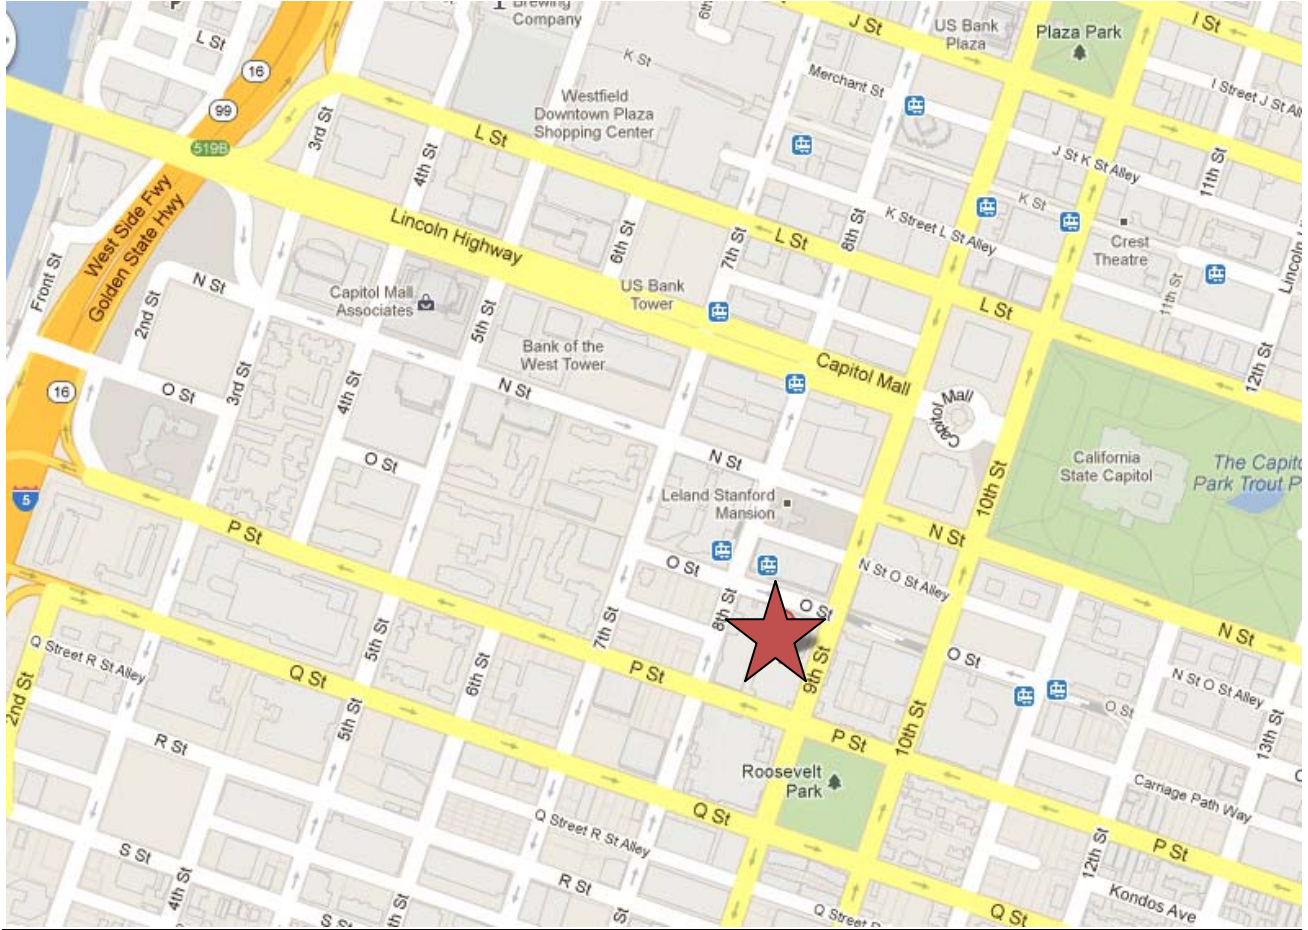 Brewing
Company
6th
J St
US Bank
Plaza
Plaza Park
I St
L St
16
K St
Merchant St
I Street J St
99
Westfield
Downtown Plaza
Shopping Center
3rd St
519B
L St
4th St
J St K St Alley
11th St
West Side Fwy
Golden State Hwy
Lincoln Highway
K St
K Street L St Alley
8th St
L St
6th St
7th St
Crest
Theatre
Front St
N St
2nd St
Capitol Mall
Associates
US Bank
Tower
11th St
Lincoln
5th St
L St
Bank of the
West Tower
Capitol Mall
12th St
16
O St
3rd St
4th St
N St
Capitol Mall
O St
N St
California
State Capitol
The Capito
Park Trout P
5
Leland Stanford
Mansion
10th St
P St
N St
O St
N St O St Alley
8th St
O St
7th St
N St
5th St
Q Street R St Alley
6th St
P St
9th St
O St
N St O St Alley
Q St
2nd St
O St
5th St
10th St
13th St
R St
P St
Roosevelt
Park
Carriage Path Way
Q St
Q Street R St Alley
12th St
P St
S St
4th St
R St
Kondos Ave
S S
th St
St
Q Street
Q St